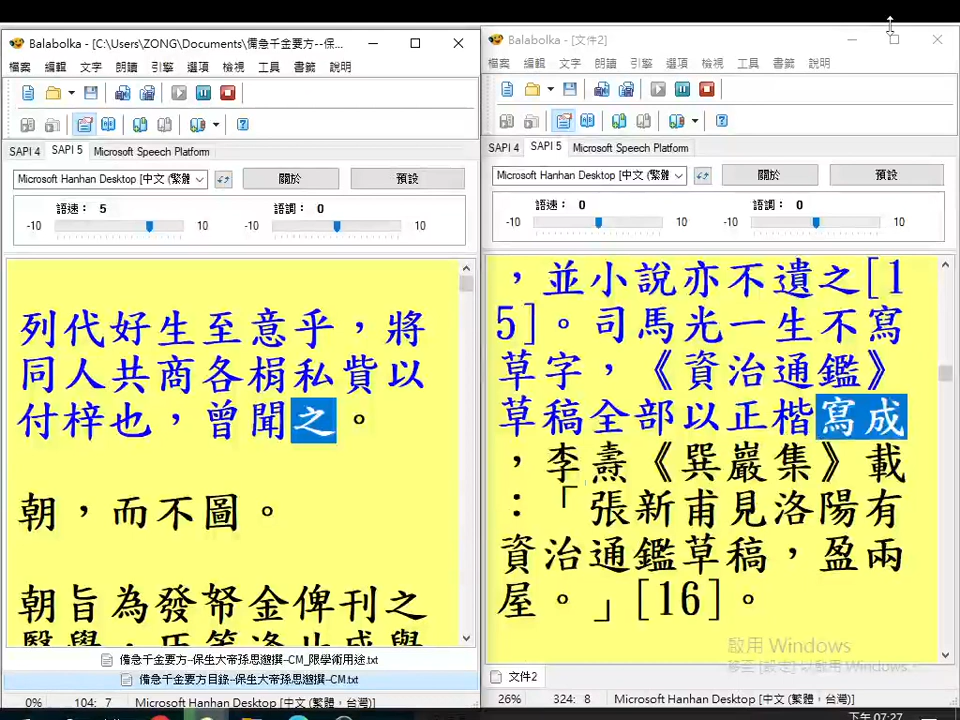 Balabolka - [C:\Users\ZONG\Documents\備急千金要方--保...
檔案 編輯 文字 朗讀 引擎 選項 檢視 工具 書籤 說明
SAPI 4 SAPI 5 Microsoft Speech Platform
Microsoft Hanhan Desktop [中文 (繁體
關於
預設
語速： 5
語調： 0
-10 10
-10 10
列代好生至意乎，將
同人共商各捐私貲以
付梓也，曾聞之。
朝，而不圖。
朝旨為發帑金俾刊之
備急千金要方--保生大帝孫思邈撰--CM_限學術用途.txt
備急千金要方目錄--保生大帝孫思邈撰--CM.txt
0% 104: 7 Microsoft Hanhan Desktop [中文 (繁體, 台灣)]
Balabolka - [文件2]
檔案 編輯 文字 朗讀 引擎 選項 檢視 工具 書籤 說明
SAPI 4 SAPI 5 Microsoft Speech Platform
Microsoft Hanhan Desktop [中文 (繁體
關於
預設
語速： 0
語調： 0
-10 10
-10 10
，並小說亦不遺之[1
5]。司馬光一生不寫
草字，《資治通鑑》
草稿全部以正楷寫成
，李燾《巽巖集》載
：「張新甫見洛陽有
資治通鑑草稿，盈兩
屋。」[16]。
啟用 Windows
移至 [設定] 以啟用 Windows。
文件2
26% 324: 8 Microsoft Hanhan Desktop [中文 (繁體, 台灣)]
下午 07:27